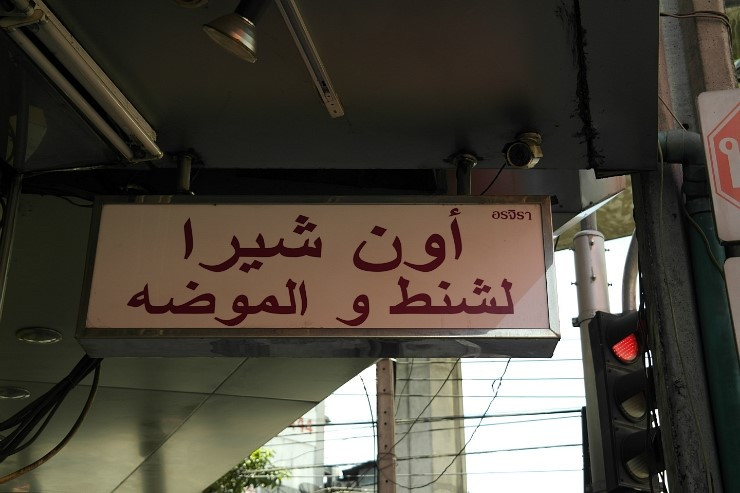 อรจิรา
أون شيرا
لشنط و الموضه